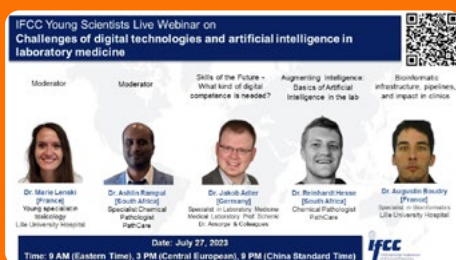 IFCC Young Scientists Live Webinar on
Challenges of digital technologies and artificial intelligence in
laboratory medicine
Moderator
Moderator
Skills of the Future -
What kind of digital
competence is needed?
Augmenting Intelligence:
Basics of Artificial
Intelligence in the lab
Bioinformatic
infrastructure, pipelines,
and impact in clinics
Dr. Marie Lenski
[France]
Young specialist in
toxicology
Lille University Hospital
Dr. Ashlin Rampul
[South Africa]
Specialist Chemical
Pathologist
PathCare
Dr. Jakob Adler
[Germany]
Specialist in Laboratory Medicine
Medical Laboratory Prof. Schenk/
Dr. Ansorge & Colleagues
Dr. Reinhardt Hesse
[South Africa]
Chemical Pathologist
PathCare
Dr. Augustin Boudry
[France]
Specialist in Bioinformatics
Lille University Hospital
Date: July 27, 2023
Time: 9 AM (Eastern Time), 3 PM (Central European), 9 PM (China Standard Time)
IFCC